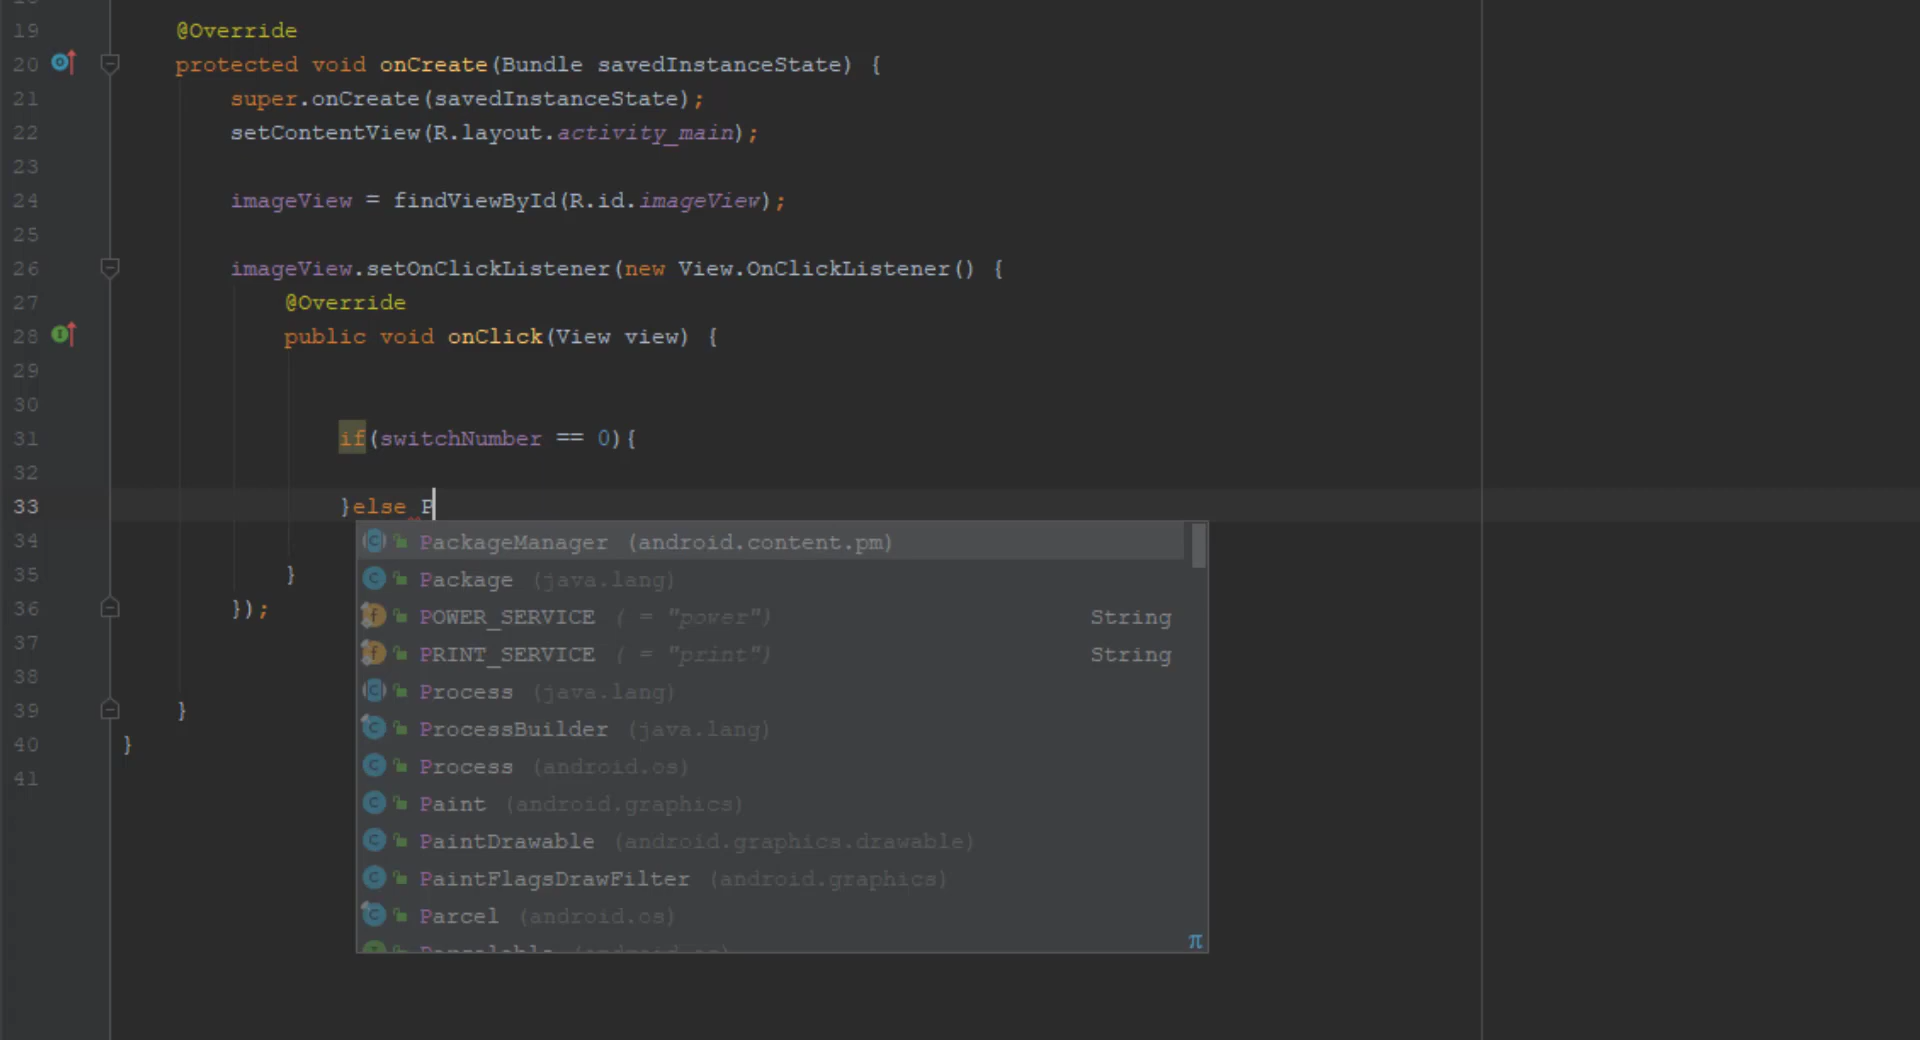 19 @Override
20 protected void onCreate(Bundle savedInstanceState) {
21 super.onCreate(savedInstanceState);
22 setContentView(R.layout.activity_main);
23
24 imageView = findViewById(R.id.imageView);
25
26 imageView.setOnClickListener(new View.OnClickListener() {
27 @Override
28 public void onClick(View view) {
29
30
31 if(switchNumber == 0){
32
33 }else P
PackageManager (android.content.pm)
34
Package (java.lang)
35 }
POWER_SERVICE ( = "power") String
36 });
PRINT_SERVICE ( = "print") String
37
Process (java.lang)
38
39 }
ProcessBuilder (java.lang)
40 }
Process (android.os)
41
Paint (android.graphics)
PaintDrawable (android.graphics.drawable)
PaintFlagsDrawFilter (android.graphics)
Parcel (android.os)
π